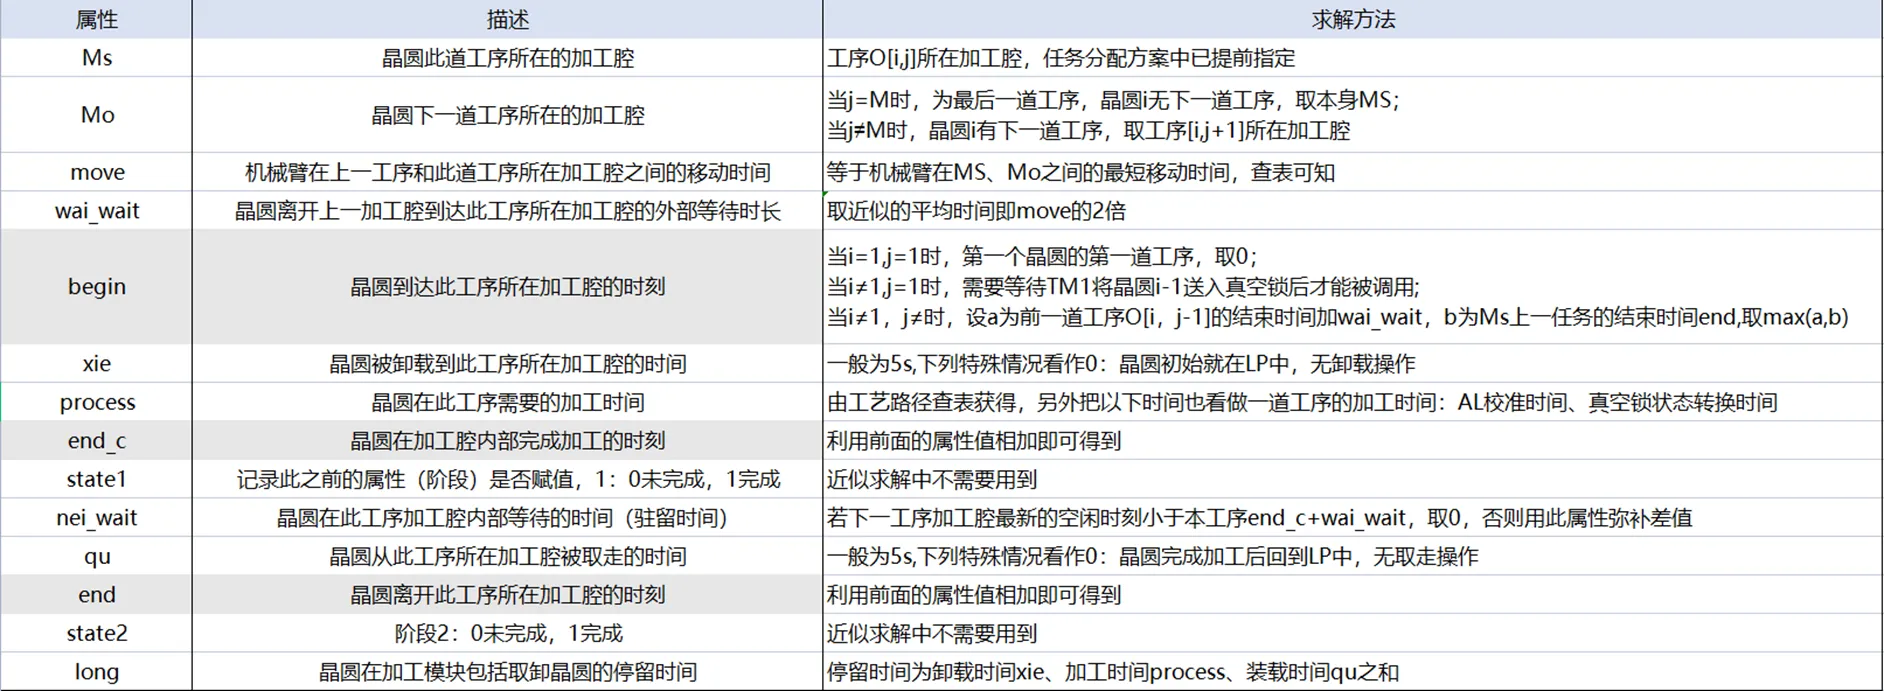 属性 描述 求解方法
Ms 晶圆此道工序所在的加工腔 工序O[i,j]所在加工腔，任务分配方案中已提前指定
Mo 晶圆下一道工序所在的加工腔 当j=M时，为最后一道工序，晶圆i无下一道工序，取本身MS；
当j≠M时，晶圆i有下一道工序，取工序[i,j+1]所在加工腔
move 机械臂在上一工序和此道工序所在加工腔之间的移动时间 等于机械臂在MS、Mo之间的最短移动时间，查表可知
wai_wait 晶圆离开上一加工腔到达此工序所在加工腔的外部等待时长 取近似的平均时间即move的2倍
begin 晶圆到达此工序所在加工腔的时刻 当i=1,j=1时，第一个晶圆的第一道工序，取0；
当i≠1,j=1时，需要等待TM1将晶圆i-1送入真空锁后才能被调用;
当i≠1，j≠时，设a为前一道工序O[i，j-1]的结束时间加wai_wait，b为Ms上一任务的结束时间end,取max(a,b)
xie 晶圆被卸载到此工序所在加工腔的时间 一般为5s,下列特殊情况看作0：晶圆初始就在LP中，无卸载操作
process 晶圆在此工序需要的加工时间 由工艺路径查表获得，另外把以下时间也看做一道工序的加工时间：AL校准时间、真空锁状态转换时间
end_c 晶圆在加工腔内部完成加工的时刻 利用前面的属性值相加即可得到
state1 记录此之前的属性（阶段）是否赋值，1：0未完成，1完成 近似求解中不需要用到
nei_wait 晶圆在此工序加工腔内部等待的时间（驻留时间） 若下一工序加工腔最新的空闲时刻小于本工序end_c+wai_wait，取0，否则用此属性弥补差值
qu 晶圆从此工序所在加工腔被取走的时间 一般为5s,下列特殊情况看作0：晶圆完成加工后回到LP中，无取走操作
end 晶圆离开此工序所在加工腔的时刻 利用前面的属性值相加即可得到
state2 阶段2：0未完成，1完成 近似求解中不需要用到
long 晶圆在加工模块包括取卸晶圆的停留时间 停留时间为卸载时间xie、加工时间process、装载时间qu之和